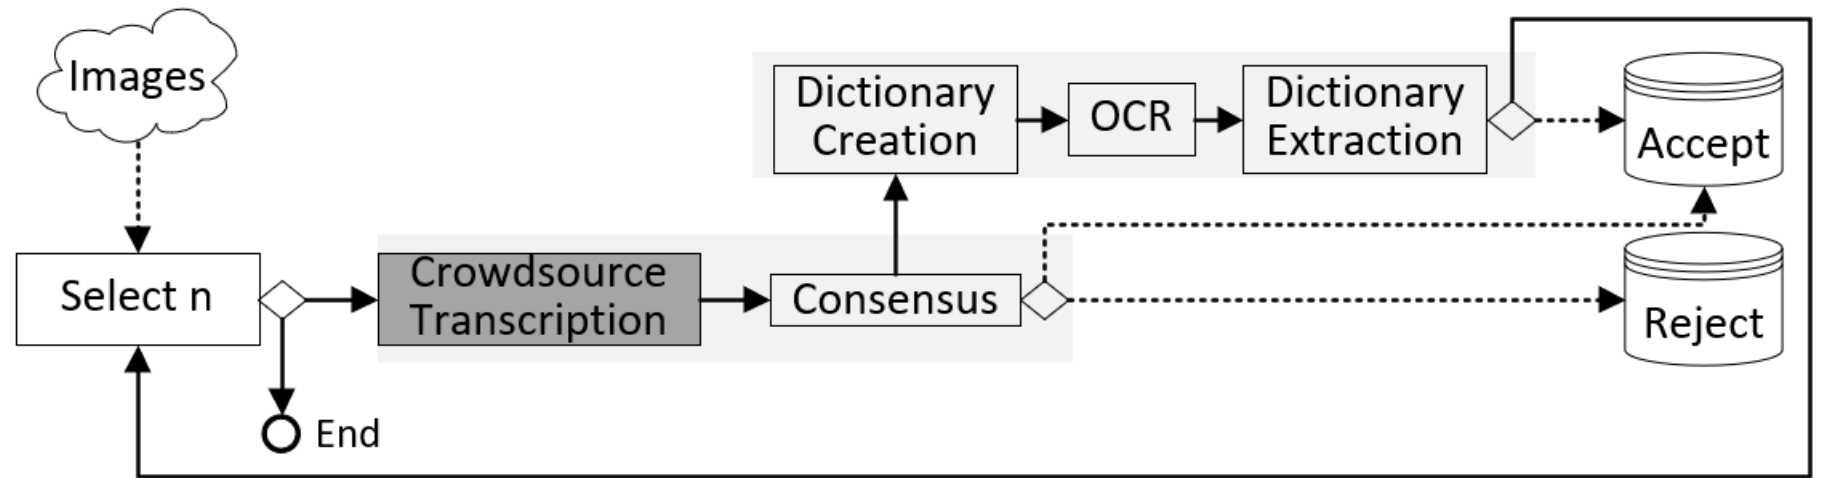 Images
Dictionary
Creation
OCR
Dictionary
Extraction
Accept
Select n
Crowdsource
Transcription
Consensus
Reject
End